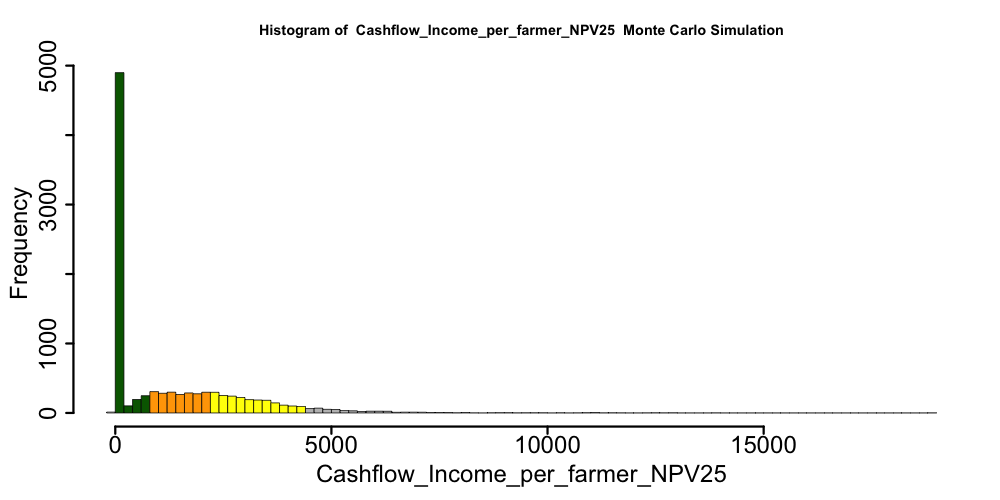 Histogram of  Cashflow_Income_per_farmer_NPV25  Monte Carlo Simulation
5000
3000
1000
0
Frequency
0 5000 10000 15000
Cashflow_Income_per_farmer_NPV25